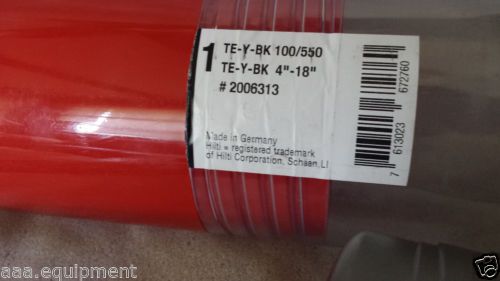 1
TE-Y-BK 100/550
TE-Y-BK 4"-18"
# 2006313
Made in Germany
Hilti = registered trademark
of Hilti Corporation, Schaan, LI
7 613023 672760
aaa.equipment